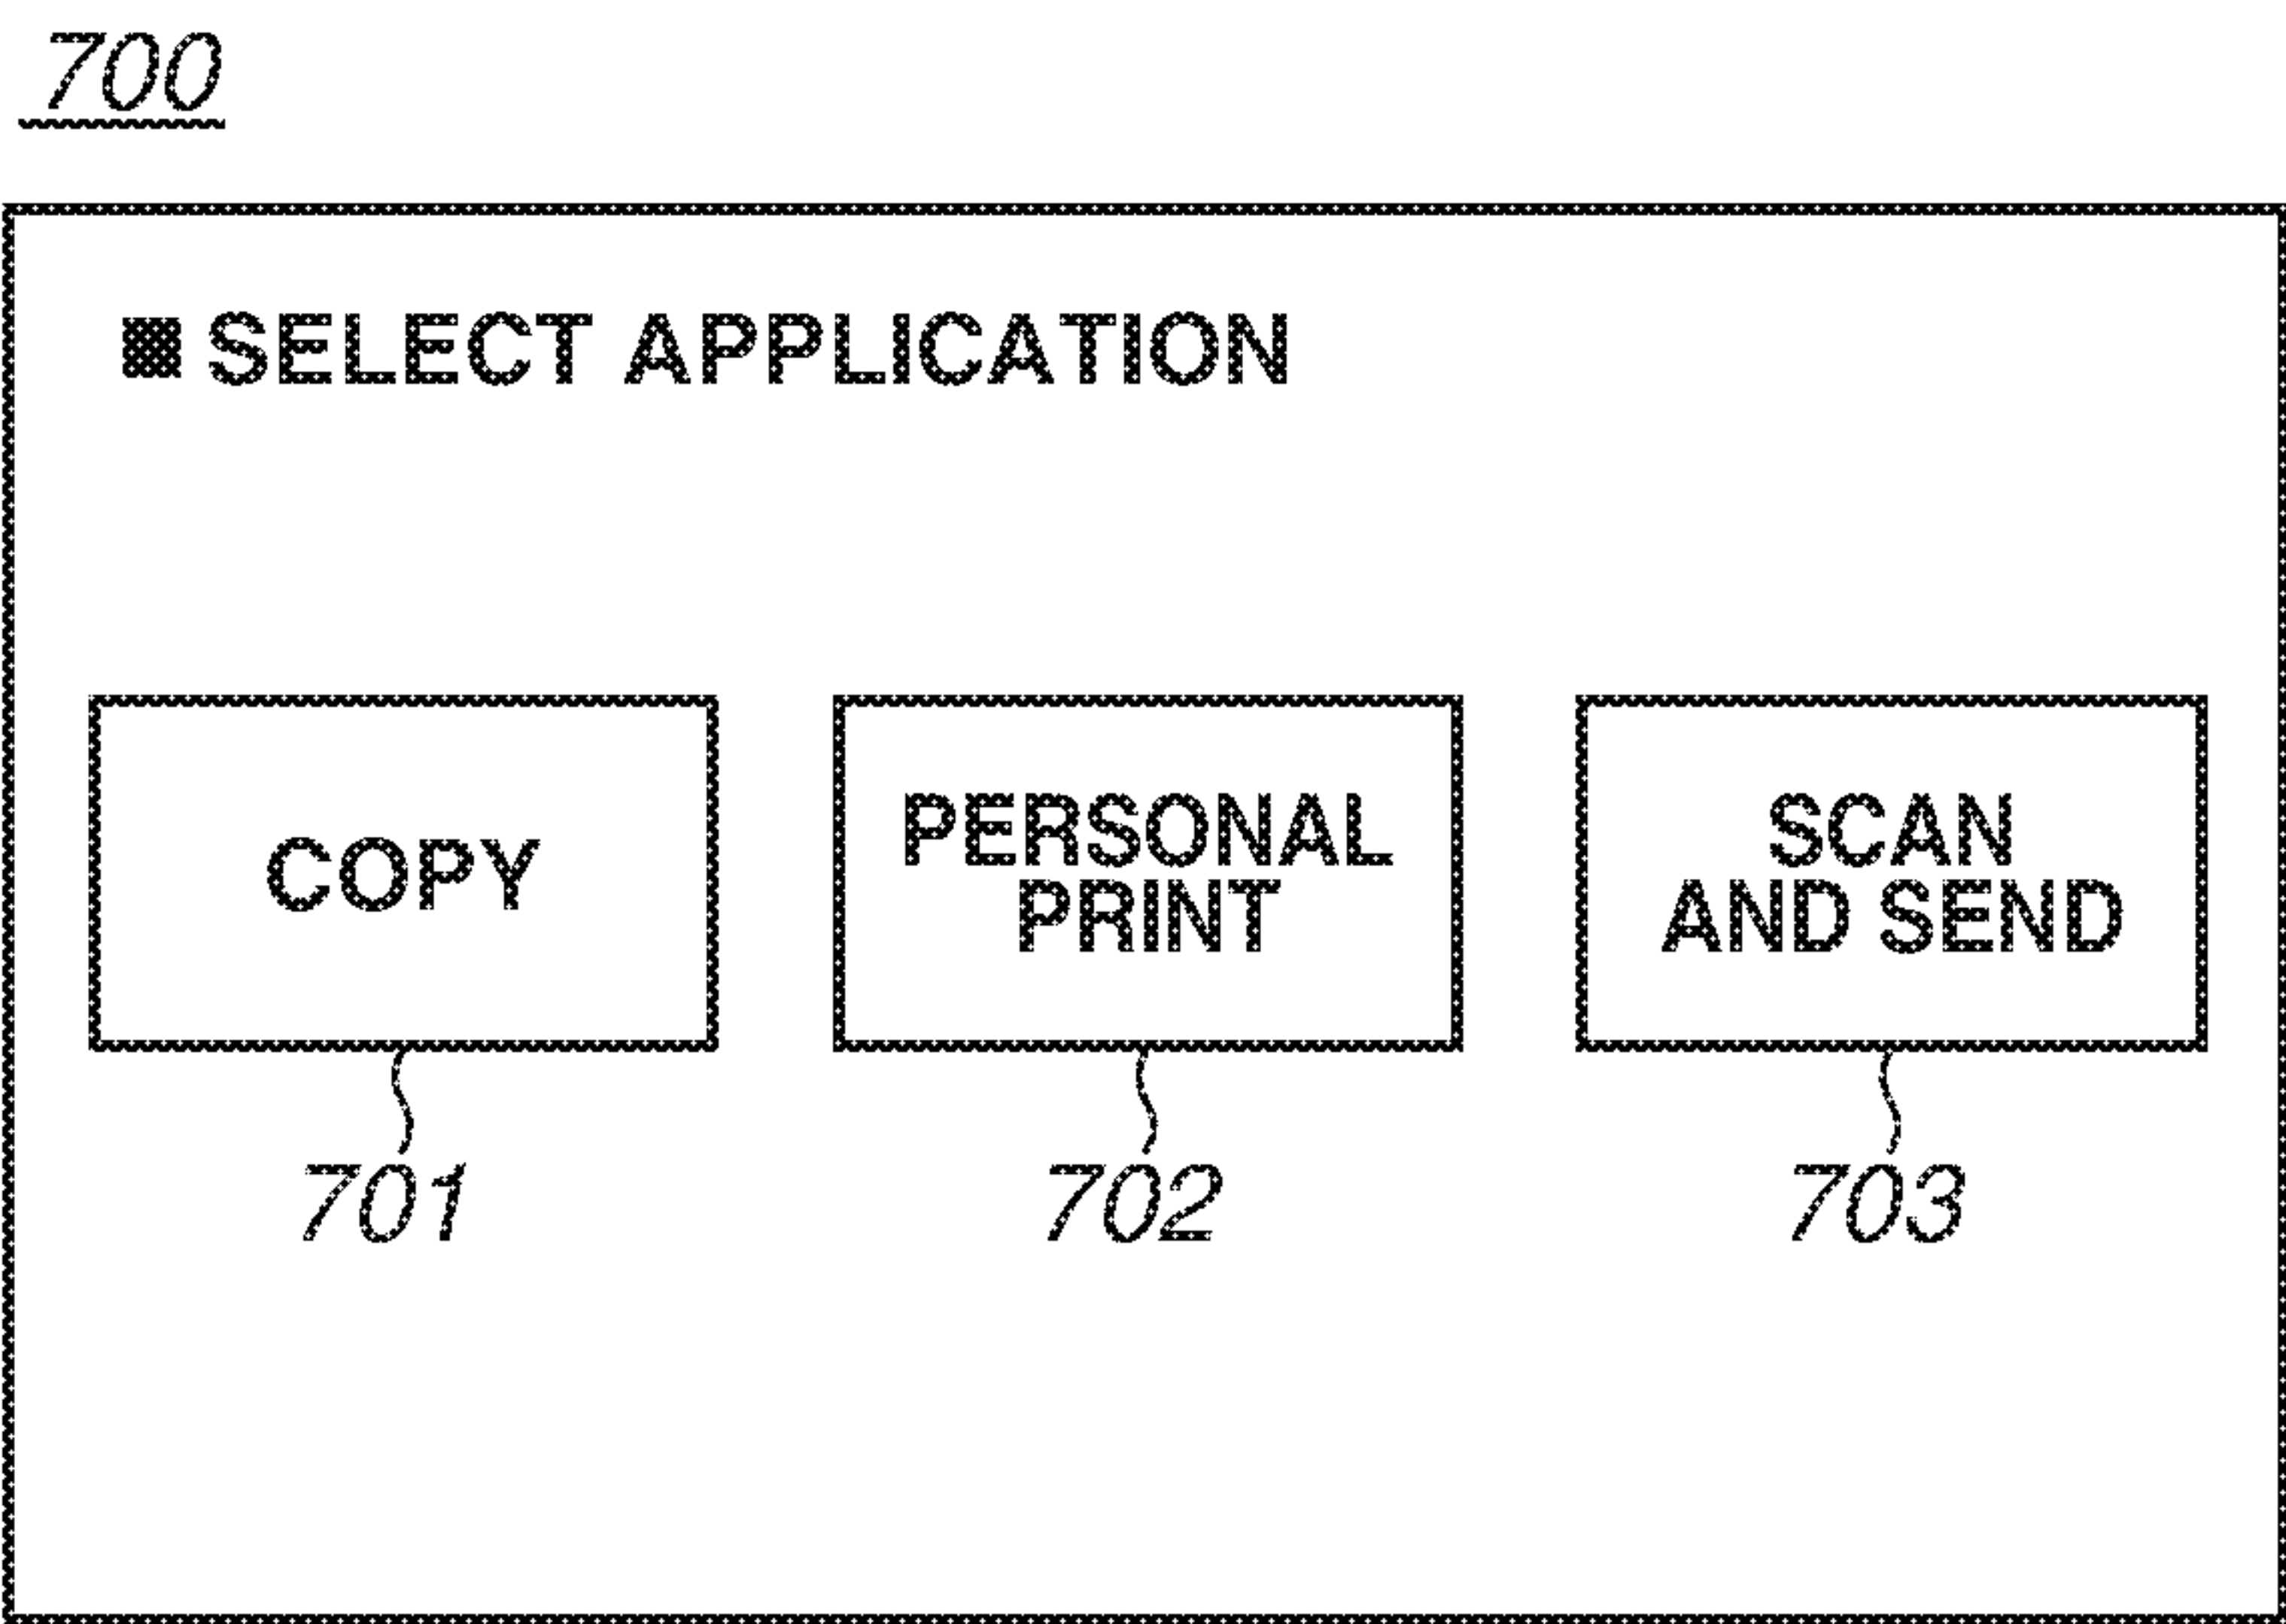 700
■ SELECT APPLICATION
COPY
PERSONAL
PRINT
SCAN
AND SEND
701
702
703